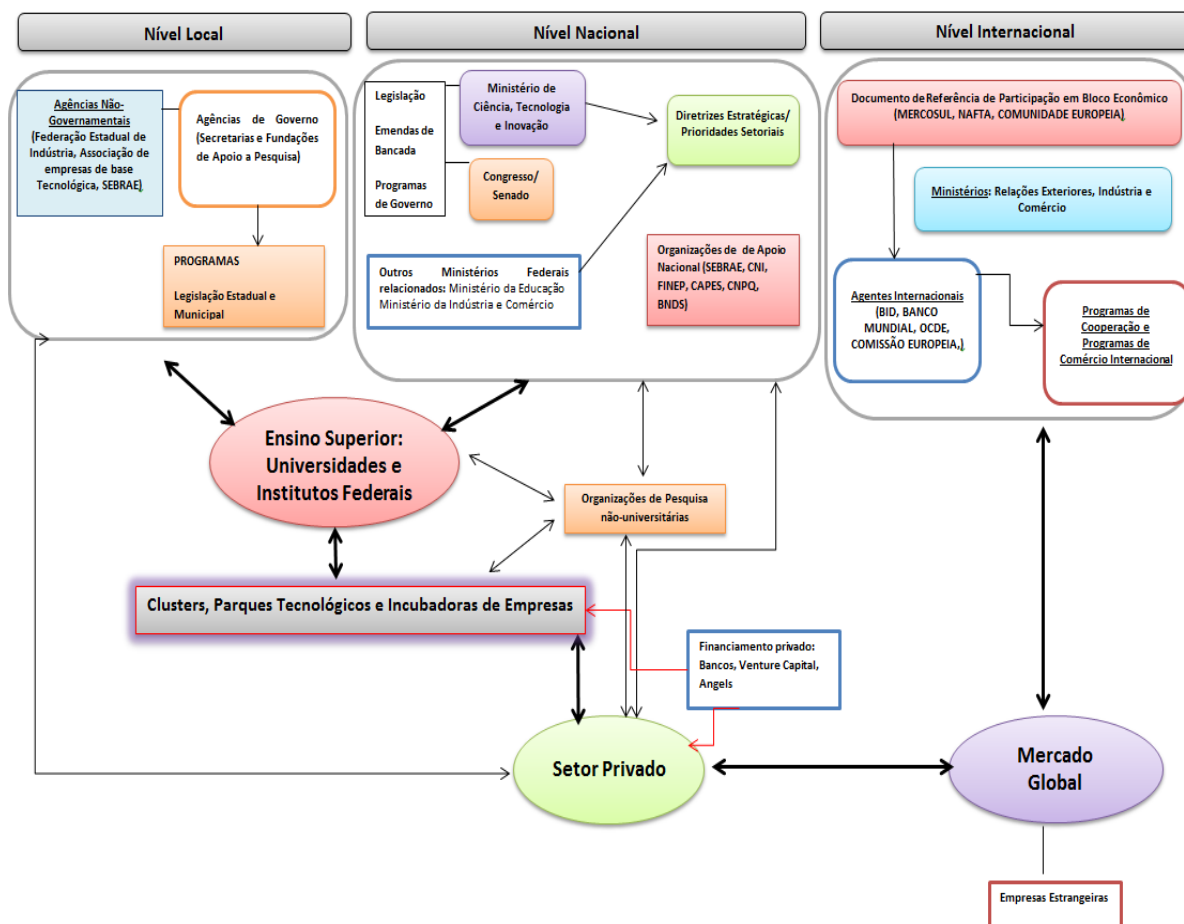 Nível Local
Nível Nacional
Nível Internacional
Agências Não-
Governamentais
(Federação Estadual de
Indústria, Associação de
empresas de base
Tecnológica, SEBRAE)
Agências de Governo
(Secretarias e Fundações
de Apoio a Pesquisa)
PROGRAMAS
Legislação Estadual e
Municipal
Legislação
Emendas de
Bancada
Programas
de Governo
Ministério de
Ciência, Tecnologia
e Inovação
Congresso/
Senado
Diretrizes Estratégicas/
Prioridades Setoriais
Outros Ministérios Federais
relacionados: Ministério da Educação
Ministério da Indústria e Comércio
Organizações de de Apoio
Nacional (SEBRAE, CNI,
FINEP, CAPES, CNPQ,
BNDS)
Documento de Referência de Participação em Bloco Econômico
(MERCOSUL, NAFTA, COMUNIDADE EUROPEIA)
Ministérios: Relações Exteriores, Indústria e
Comércio
Agentes Internacionais
(BID, BANCO
MUNDIAL, OCDE,
COMISSÃO EUROPEIA,)
Programas de
Cooperação e
Programas de
Comércio Internacional
Ensino Superior:
Universidades e
Institutos Federais
Organizações de Pesquisa
não-universitárias
Clusters, Parques Tecnológicos e Incubadoras de Empresas
Financiamento privado:
Bancos, Venture Capital,
Angels
Setor Privado
Mercado
Global
Empresas Estrangeiras